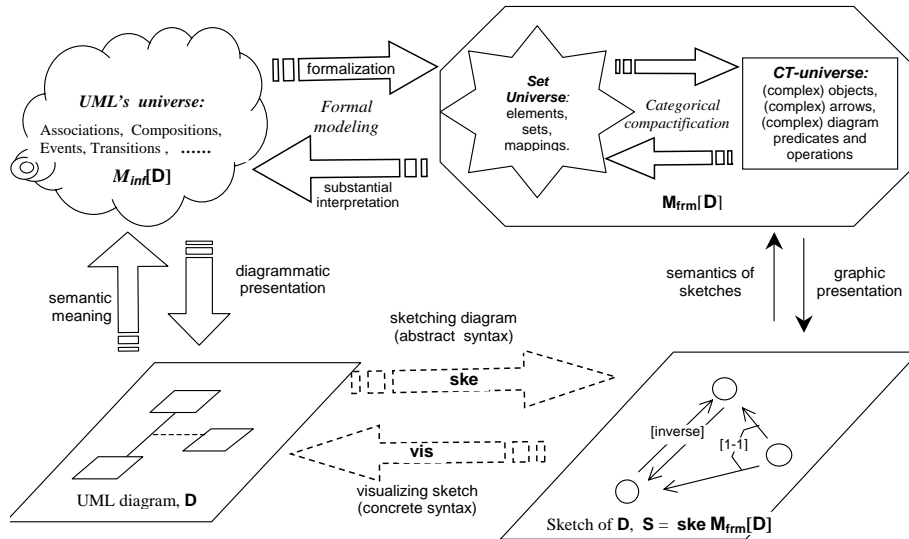 UML's universe:
Associations, Compositions,
Events, Transitions , ......
M_inf[D]
formalization
Formal
modeling
substantial
interpretation
Set
Universe:
elements,
sets,
mappings.
Categorical
compactification
CT-universe:
(complex) objects,
(complex) arrows,
(complex) diagram
predicates and
operations
M_frm[D]
semantic
meaning
diagrammatic
presentation
semantics of
sketches
graphic
presentation
sketching diagram
(abstract syntax)
ske
vis
visualizing sketch
(concrete syntax)
UML diagram, D
[inverse]
[1-1]
Sketch of D, S = ske M_frm[D]